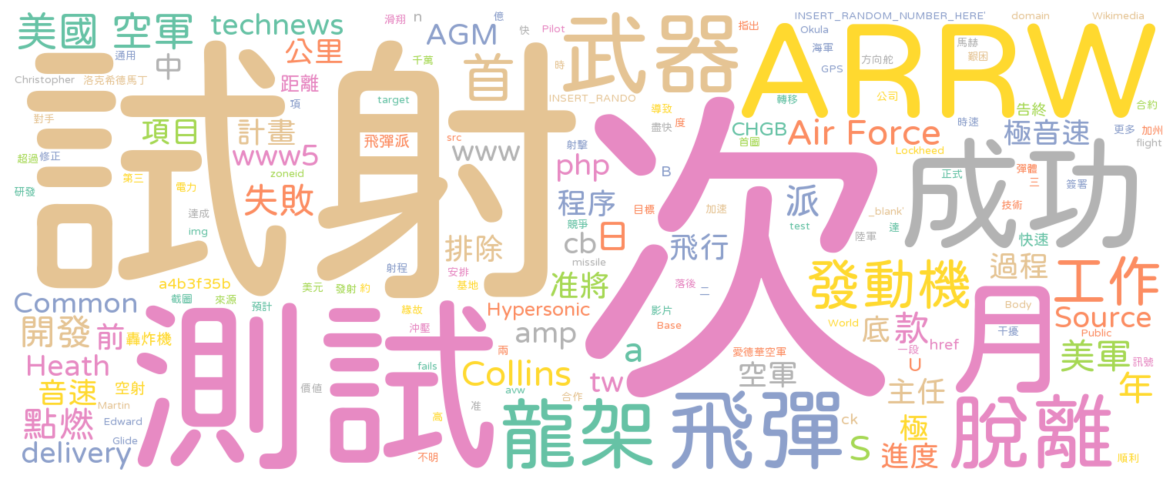 美國 空軍
通用
中
Christopher
洛克希德馬丁
對手
technews
滑翔
n
公里
距離
項
AGM
億
快
Pilot
首
千萬
時
武器
指出
INSERT_RANDOM_NUMBER_HERE'
Okula
海軍
GPS
方向舵
domain
馬赫
艱困
Wikimedia
ARRW
INSERT_RANDO
試射
target
項目
計畫
超過
修正
研發
第三
電力
www5
zoneid
失敗
飛彈派
src
www
達成
img
導致
盡快
度
射擊
次
轉移
CHGB
首圖
Air Force
公司
Lockheed
時速
告終
極音速
合約
更多
加州
flight
php
程序
B
派
成功
正式
彈體
三
簽署
技術
_blank'
達
陸軍
快速
競爭
目標
加速
test
cb
日
排除
飛行
missile
射程
安排
基地
准將
a4b3f35b
截圖
來源
預計
美元
發射
約
Common
開發
前
轟炸機
Heath
音速
空射
Martin
點燃
Edward
Glide
delivery
測試
價值
緣故
沖壓
兩
fails
avw
高
准
不明
Hypersonic
amp
Collins
合作
落後
二
影片
Base
a
tw
愛德華空軍
空軍
龍架
飛彈
發動機
World
底
款
href
一段
U
主任
ck
S
極
進度
過程
工作
Body
Source
Public
干擾
月
美軍
訊號
年
脫離
順利